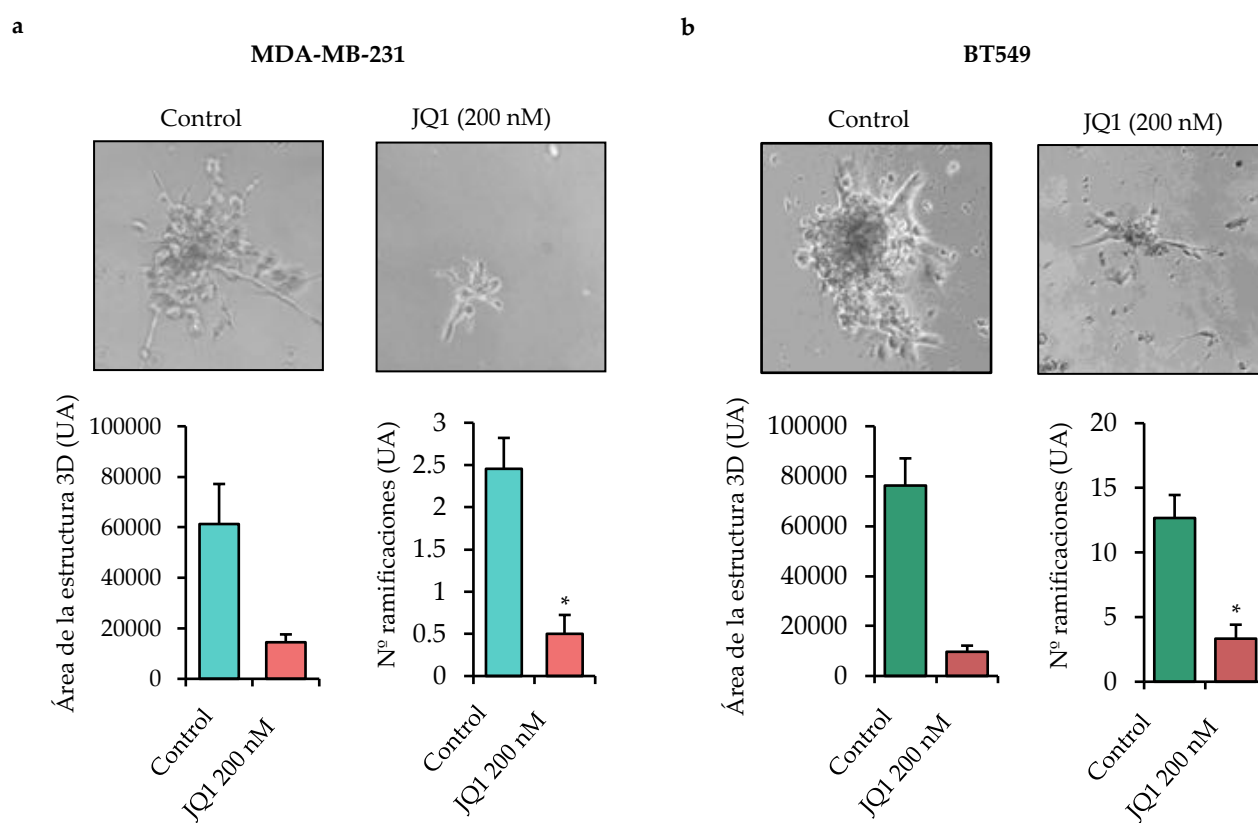 a
MDA-MB-231
Control
JQ1 (200 nM)
Área de la estructura 3D (UA)
100000
80000
60000
40000
20000
0
Control
JQ1 200 nM
Nº ramificaciones (UA)
3
2.5
2
1.5
1
0.5
0
*
Control
JQ1 200 nM
b
BT549
Control
JQ1 (200 nM)
Área de la estructura 3D (UA)
100000
80000
60000
40000
20000
0
Control
JQ1 200 nM
Nº ramificaciones (UA)
20
15
10
5
0
*
Control
JQ1 200 nM